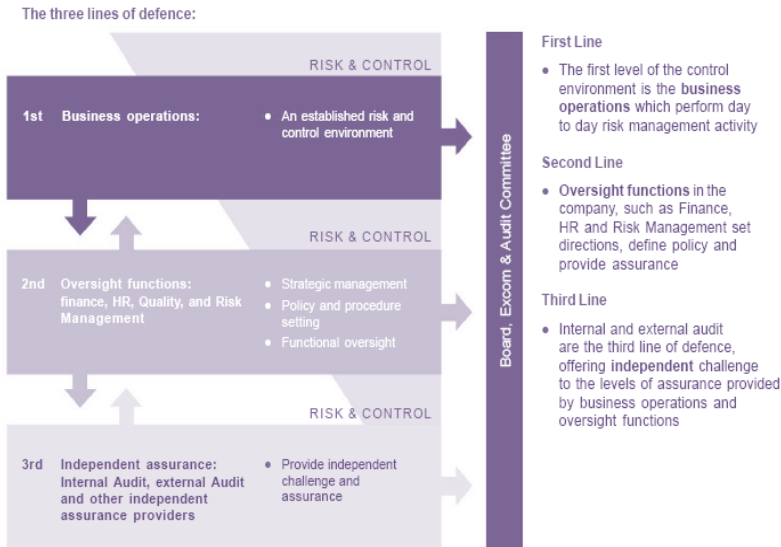 The three lines of defence:
RISK & CONTROL
1st Business operations:
• An established risk and
control environment
RISK & CONTROL
2nd Oversight functions:
finance, HR, Quality, and Risk
Management
• Strategic management
• Policy and procedure
setting
• Functional oversight
RISK & CONTROL
3rd Independent assurance:
Internal Audit, external Audit
and other independent
assurance providers
• Provide independent
challenge and
assurance
Board, Excom & Audit Committee
First Line
• The first level of the control
environment is the business
operations which perform day
to day risk management activity
Second Line
• Oversight functions in the
company, such as Finance,
HR and Risk Management set
directions, define policy and
provide assurance
Third Line
• Internal and external audit
are the third line of defence,
offering independent challenge
to the levels of assurance provided
by business operations and
oversight functions